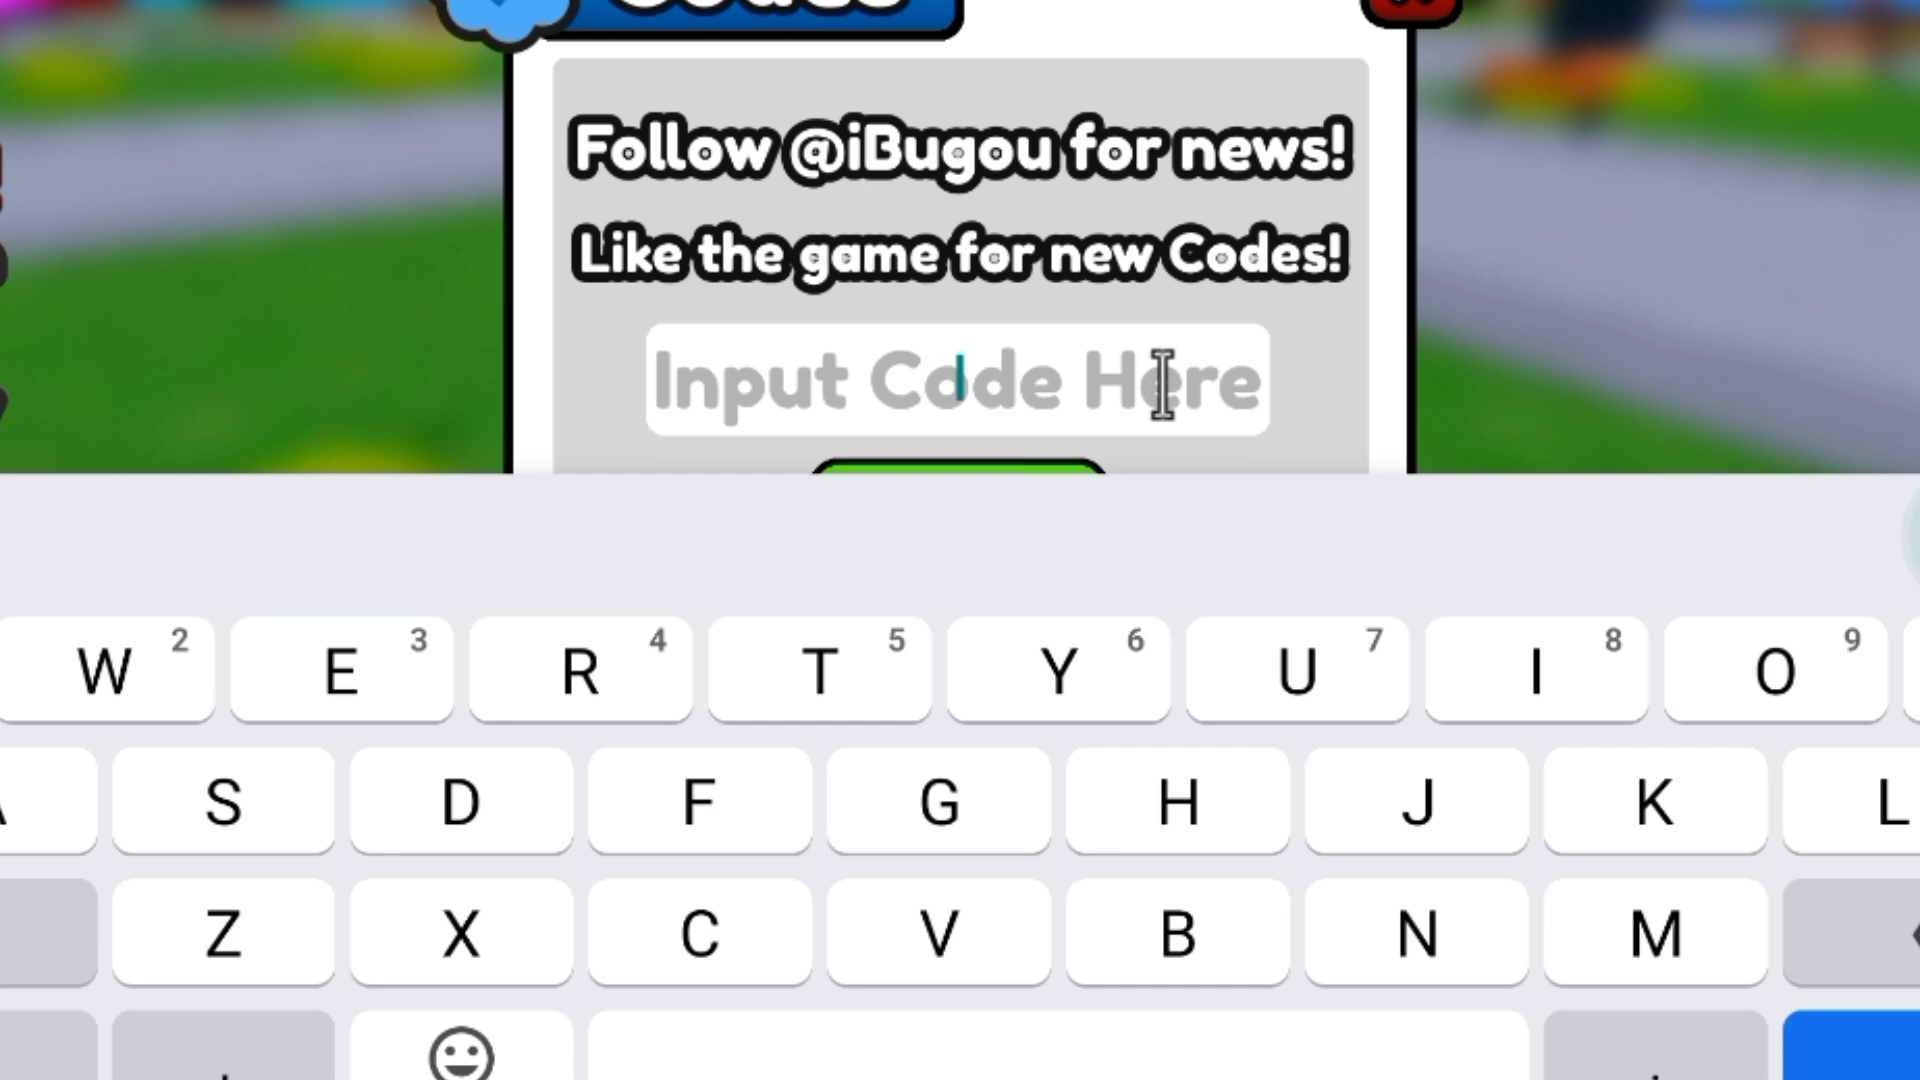 Codes
Follow @iBugou for news!
Like the game for new Codes!
Input Code Here
W 2 E 3 R 4 T 5 Y 6 U 7 I 8 O 9
A S D F G H J K L
Z X C V B N M